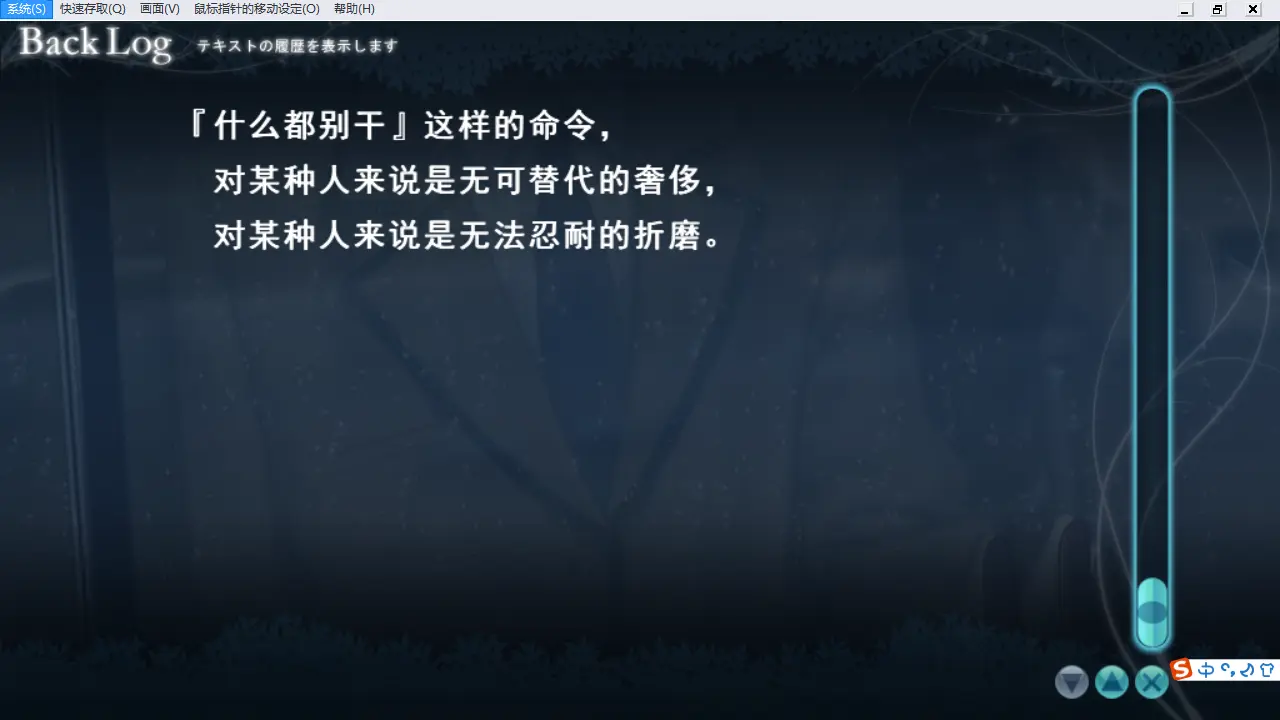 系统(S) 快速存取(Q) 画面(V) 鼠标指针的移动设定(O) 帮助(H)
Back Log テキストの履歴を表示します
『什么都别干』这样的命令，
对某种人来说是无可替代的奢侈，
对某种人来说是无法忍耐的折磨。
S 中